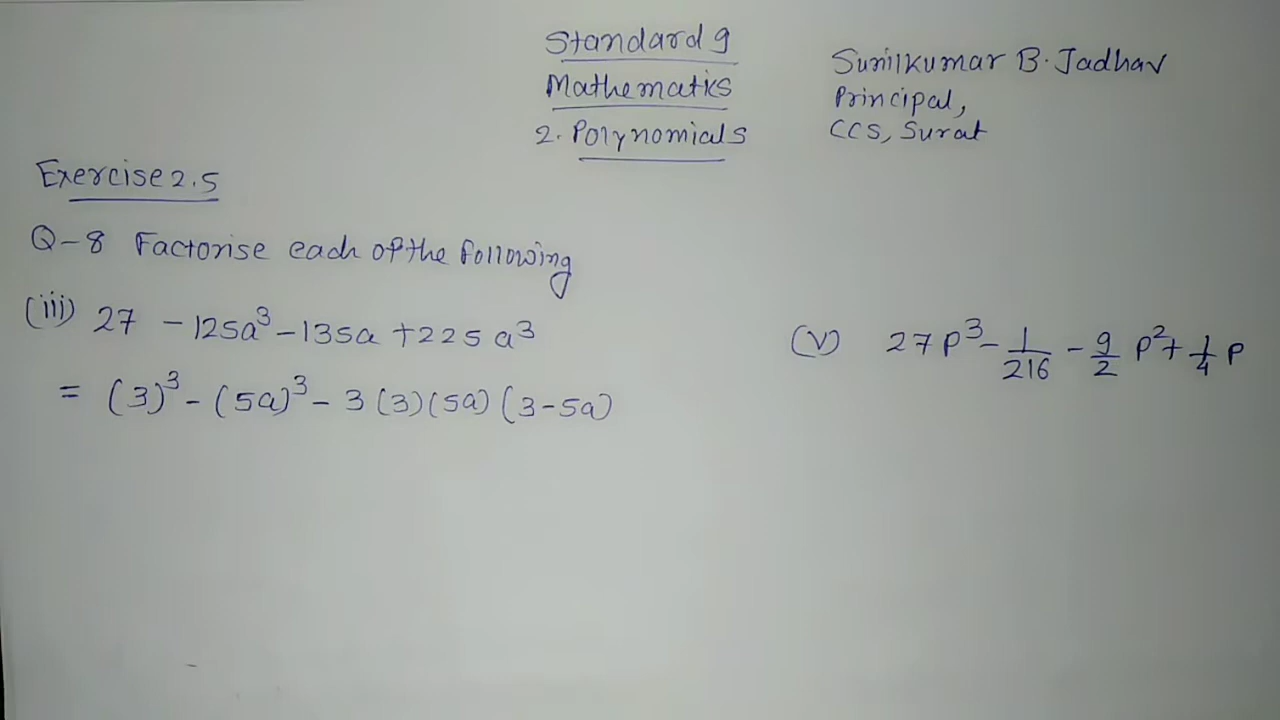 Standard 9
Mathematics
2. Polynomials
Sunilkumar B. Jadhav
Principal,
CCS, Surat
Exercise 2.5
Q-8 Factorise each of the following
(iii) 27 - 125a³ - 135a + 225a³
= (3)³ - (5a)³ - 3(3)(5a)(3-5a)
(v) 27p³ - 1/216 - 9/2 p² + 1/4 p